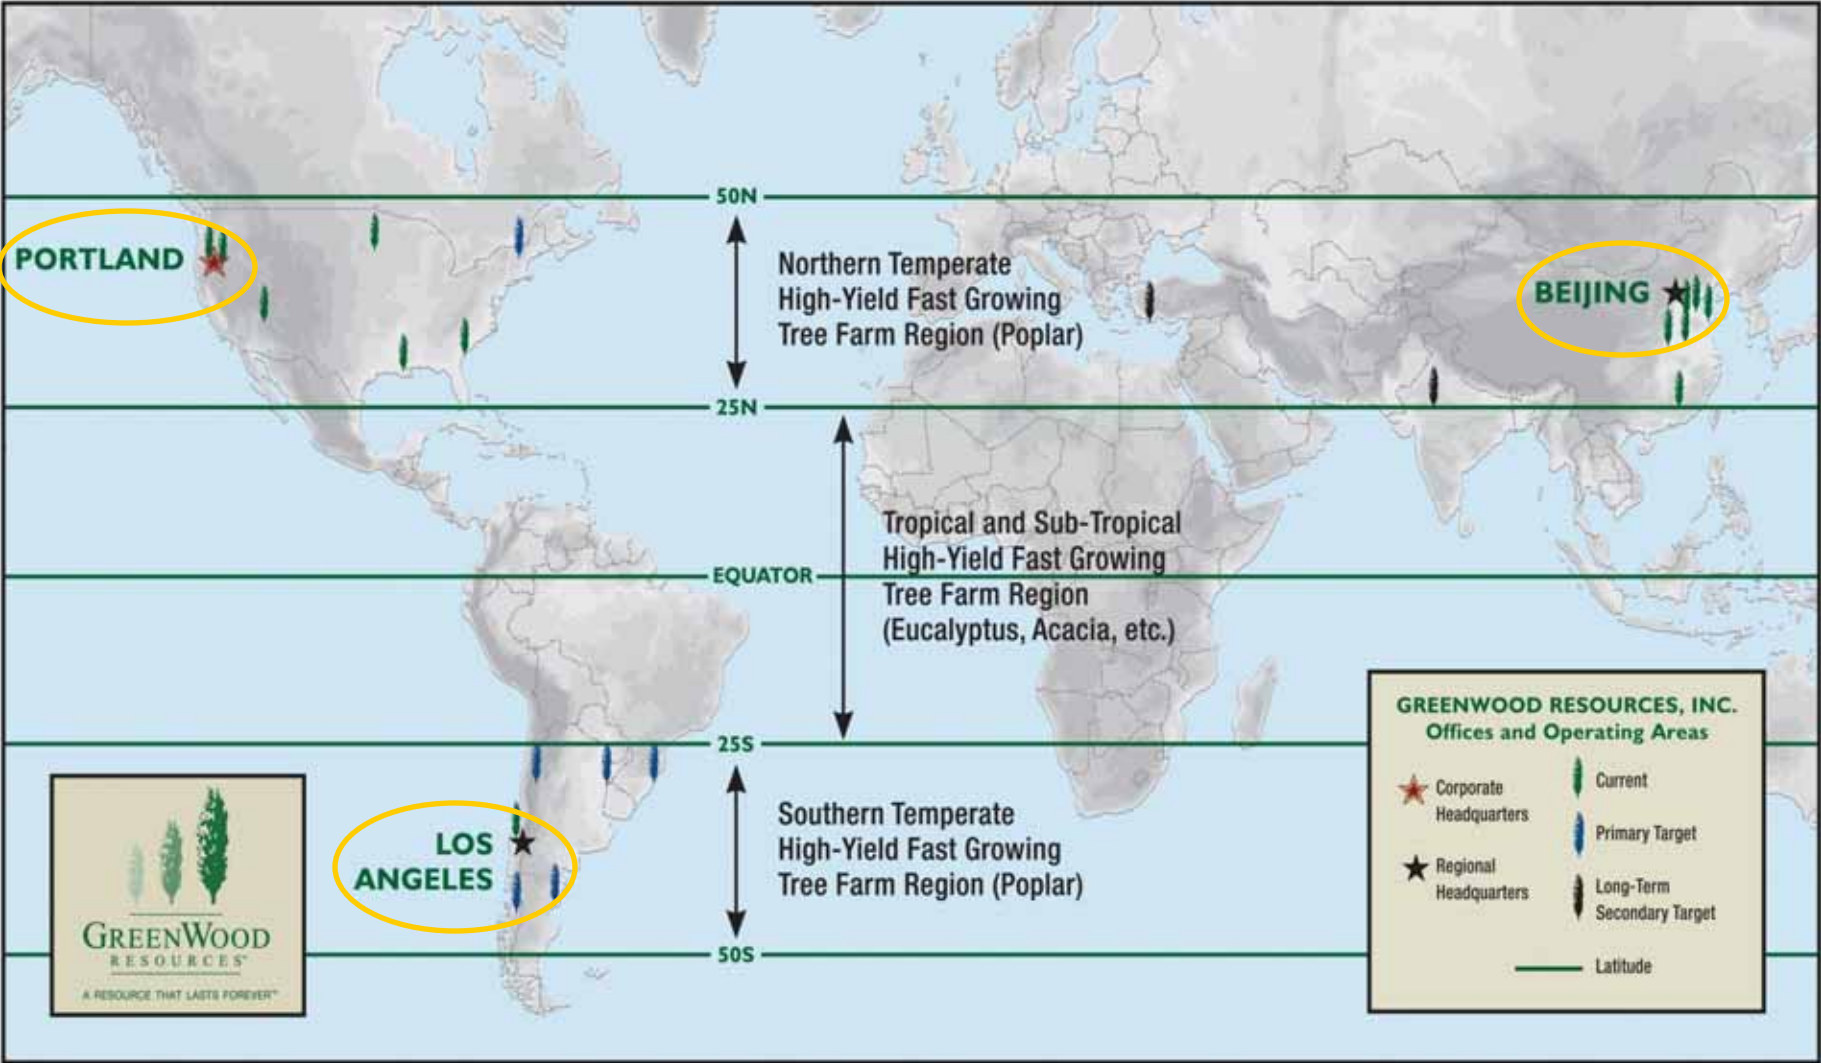 50N
PORTLAND
Northern Temperate
High-Yield Fast Growing
Tree Farm Region (Poplar)
BEIJING
25N
Tropical and Sub-Tropical
High-Yield Fast Growing
EQUATOR
Tree Farm Region
(Eucalyptus, Acacia, etc.)
25S
Southern Temperate
High-Yield Fast Growing
Tree Farm Region (Poplar)
LOS
ANGELES
50S
GREENWOOD
RESOURCES
A RESOURCE THAT LASTS FOREVER™
GREENWOOD RESOURCES, INC.
Offices and Operating Areas
Corporate
Headquarters
Regional
Headquarters
Current
Primary Target
Long-Term
Secondary Target
Latitude